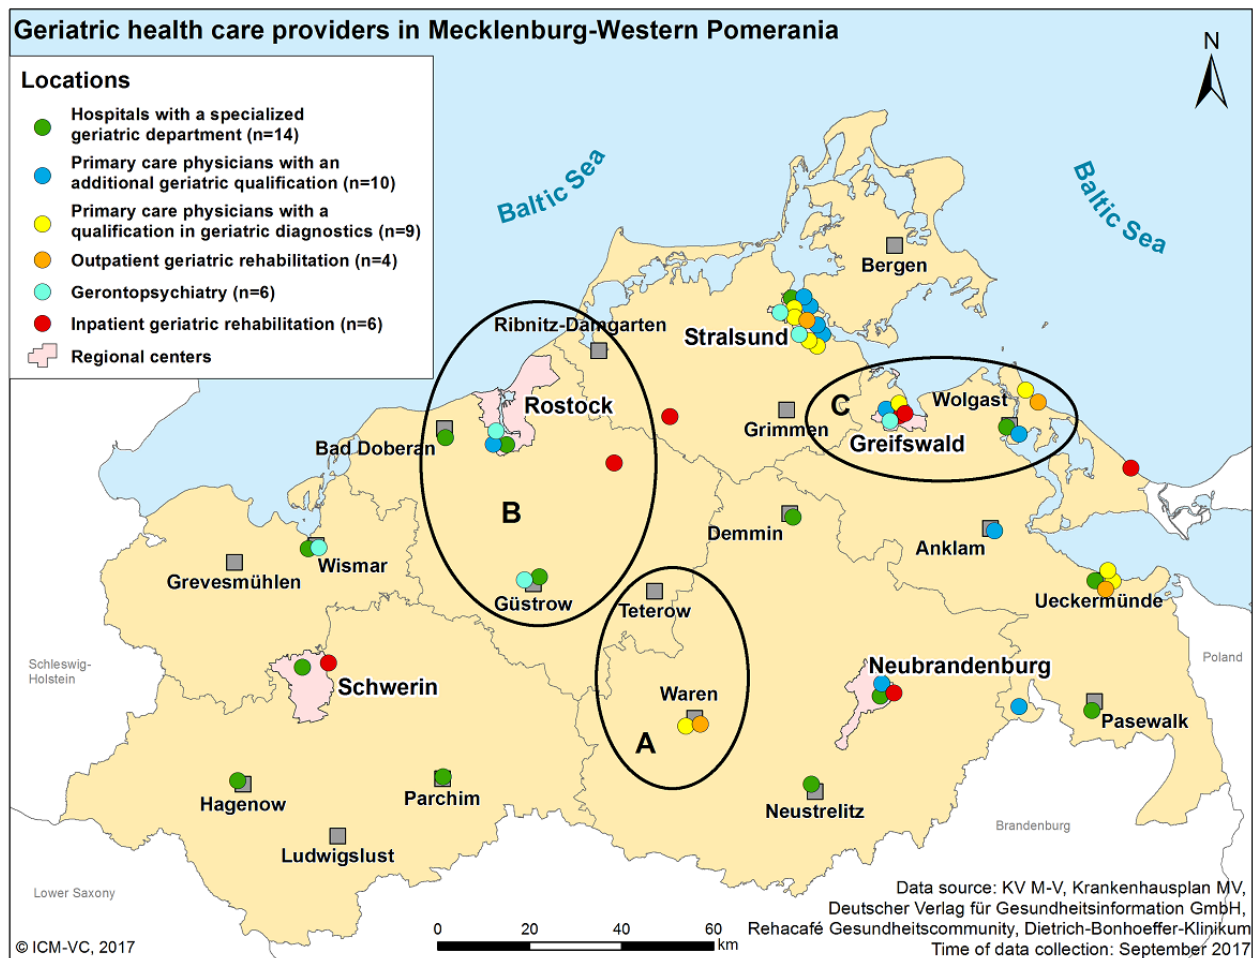 Geriatric health care providers in Mecklenburg-Western Pomerania
N
Locations
Hospitals with a specialized
geriatric department (n=14)
Primary care physicians with an
additional geriatric qualification (n=10)
Primary care physicians with a
qualification in geriatric diagnostics (n=9)
Outpatient geriatric rehabilitation (n=4)
Gerontopsychiatry (n=6)
Inpatient geriatric rehabilitation (n=6)
Regional centers
Baltic Sea
Baltic Sea
Bergen
Ribnitz-Damgarten
Stralsund
Rostock
C
Wolgast
Grimmen
Greifswald
Bad Doberan
B
Demmin
Anklam
Wismar
Grevesmühlen
Güstrow
Teterow
Ueckermünde
Schleswig-
Holstein
Poland
Schwerin
Neubrandenburg
Waren
A
Pasewalk
Hagenow
Parchim
Neustrelitz
Brandenburg
Ludwigslust
Lower Saxony
0 20 40 60
km
Data source: KV M-V, Krankenhausplan MV,
Deutscher Verlag für Gesundheitsinformation GmbH,
Rehacafé Gesundheitscommunity, Dietrich-Bonhoeffer-Klinikum
Time of data collection: September 2017
© ICM-VC, 2017